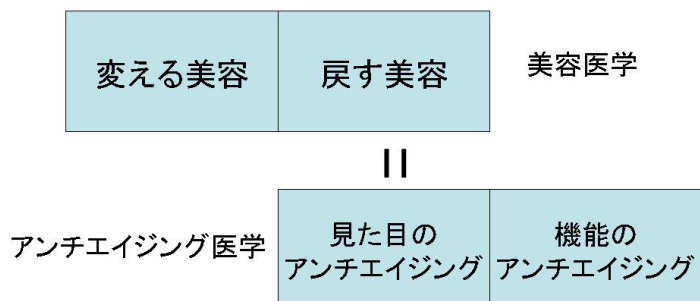 変える美容
戻す美容
美容医学
=
アンチエイジング医学
見た目の
アンチエイジング
機能の
アンチエイジング